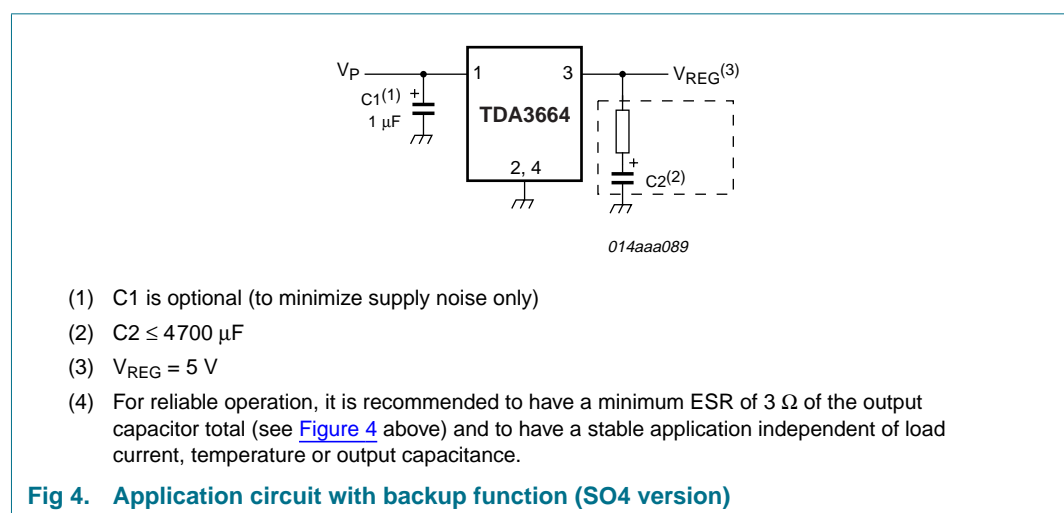 V_P
1
3
V_REG(3)
C1(1) +
1 μF
TDA3664
2, 4
+
C2(2)
014aaa089
(1) C1 is optional (to minimize supply noise only)
(2) C2 ≤ 4700 μF
(3) V_REG = 5 V
(4) For reliable operation, it is recommended to have a minimum ESR of 3 Ω of the output
capacitor total (see Figure 4 above) and to have a stable application independent of load
current, temperature or output capacitance.
Fig 4. Application circuit with backup function (SO4 version)